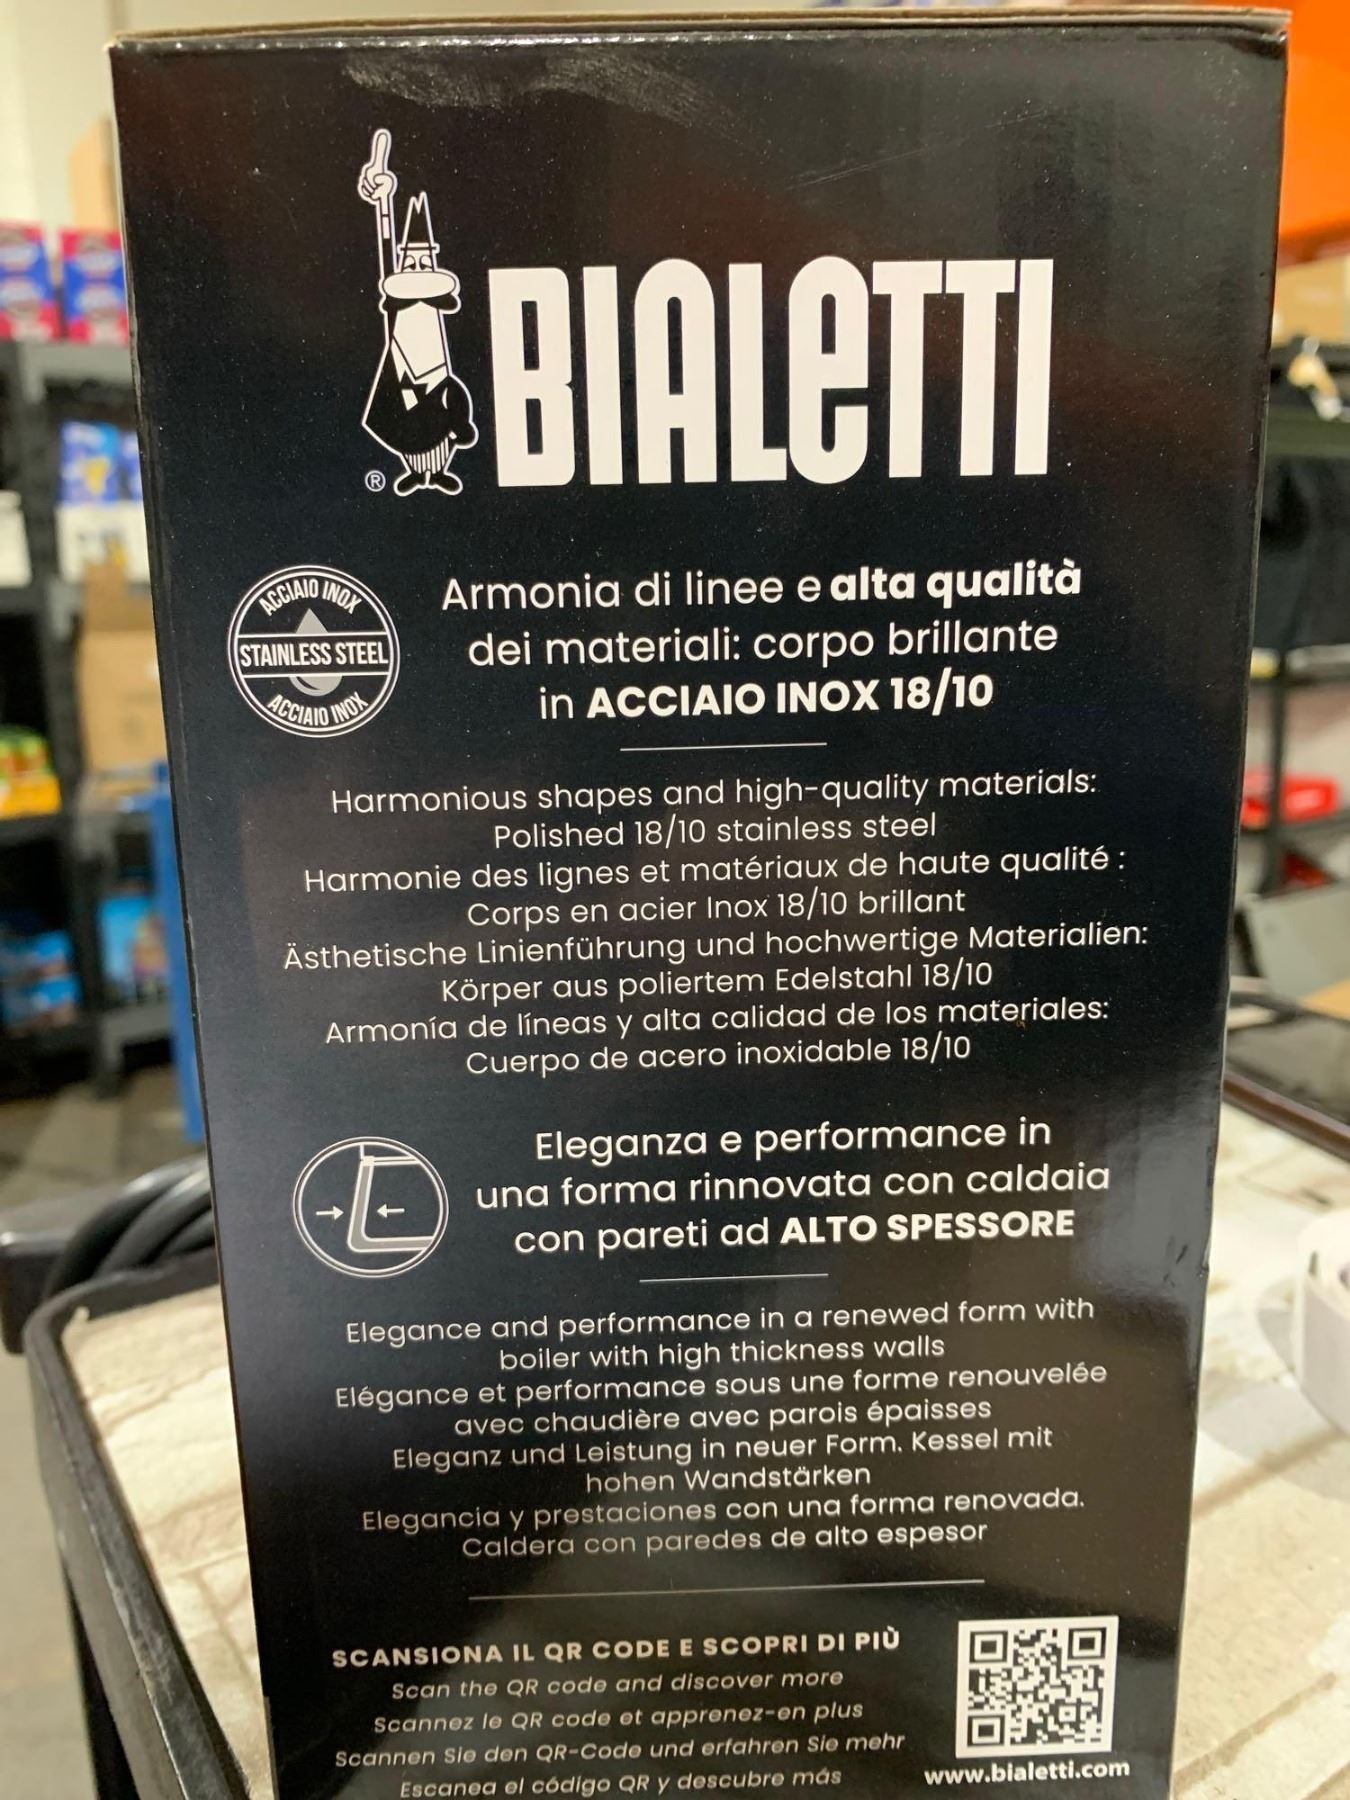 ®
BIALETTI
ACCIAIO INOX
STAINLESS STEEL
ACCIAIO INOX
Armonia di linee e alta qualità
dei materiali: corpo brillante
in ACCIAIO INOX 18/10
Harmonious shapes and high-quality materials:
Polished 18/10 stainless steel
Harmonie des lignes et matériaux de haute qualité :
Corps en acier Inox 18/10 brillant
Ästhetische Linienführung und hochwertige Materialien:
Körper aus poliertem Edelstahl 18/10
Armonía de líneas y alta calidad de los materiales:
Cuerpo de acero inoxidable 18/10
Eleganza e performance in
una forma rinnovata con caldaia
con pareti ad ALTO SPESSORE
Elegance and performance in a renewed form with
boiler with high thickness walls
Elégance et performance sous une forme renouvelée
avec chaudière avec parois épaisses
Eleganz und Leistung in neuer Form. Kessel mit
hohen Wandstärken
Elegancia y prestaciones con una forma renovada.
Caldera con paredes de alto espesor
SCANSIONA IL QR CODE E SCOPRI DI PIÙ
Scan the QR code and discover more
Scannez le QR code et apprenez-en plus
Scannen Sie den QR-Code und erfahren Sie mehr
Escanea el código QR y descubre más
www.bialetti.com